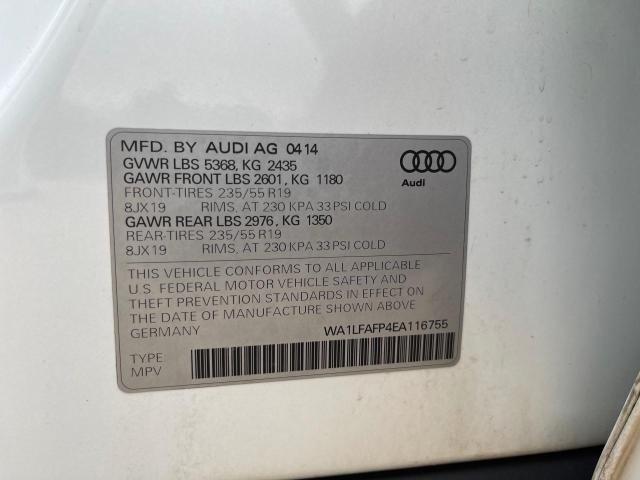 MFD. BY AUDI AG 0414
GVWR LBS 5368, KG 2435
GAWR FRONT LBS 2601, KG 1180
FRONT-TIRES 235/55 R19
8JX19 RIMS, AT 230 KPA 33 PSI COLD
GAWR REAR LBS 2976, KG 1350
REAR-TIRES 235/55 R19
8JX19 RIMS, AT 230 KPA 33 PSI COLD
Audi
THIS VEHICLE CONFORMS TO ALL APPLICABLE
U.S. FEDERAL MOTOR VEHICLE SAFETY AND
THEFT PREVENTION STANDARDS IN EFFECT ON
THE DATE OF MANUFACTURE SHOWN ABOVE
GERMANY
WA1LFAFP4EA116755
TYPE:
MPV